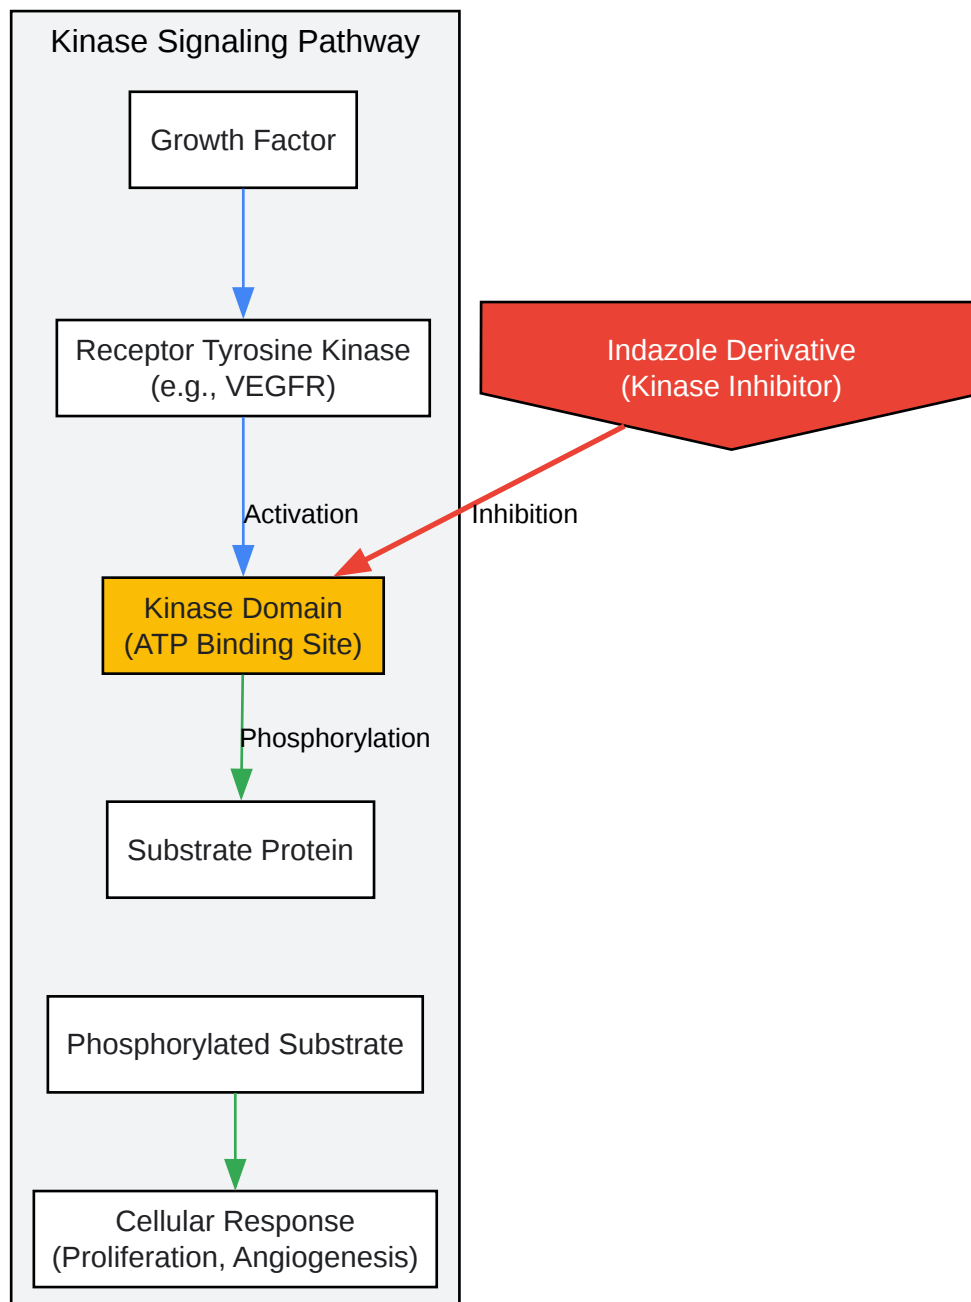 Kinase Signaling Pathway
Growth Factor
Receptor Tyrosine Kinase
(e.g., VEGFR)
Indazole Derivative
(Kinase Inhibitor)
Activation
Inhibition
Kinase Domain
(ATP Binding Site)
Phosphorylation
Substrate Protein
Phosphorylated Substrate
Cellular Response
(Proliferation, Angiogenesis)